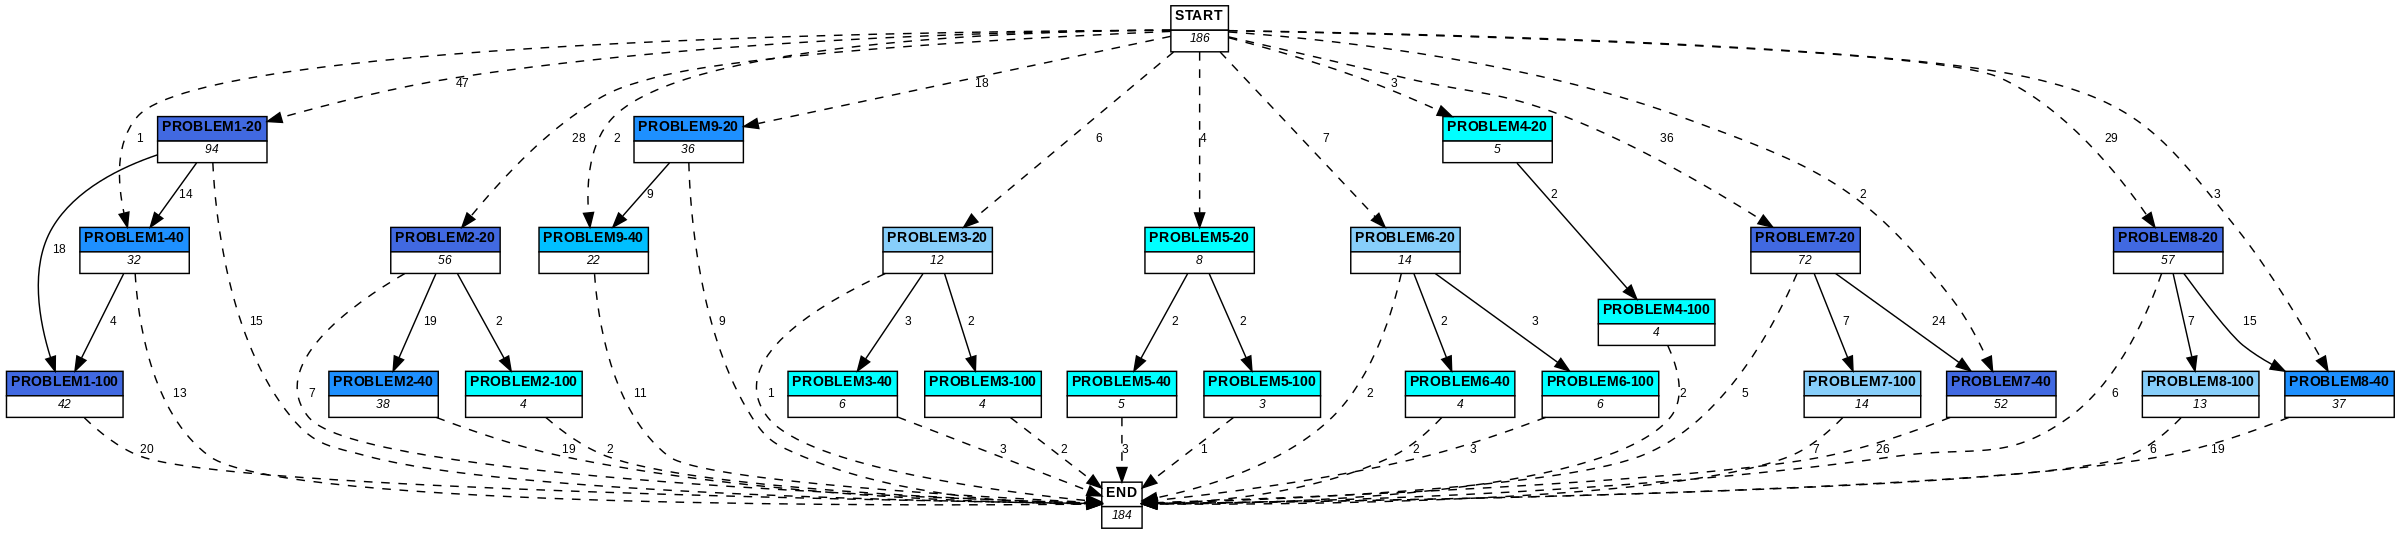 START
186
47
18
3
PROBLEM1-20
94
PROBLEM9-20
36
PROBLEM4-20
5
1
28
2
6
4
7
36
29
14
9
2
2
3
18
PROBLEM1-40
32
PROBLEM2-20
56
PROBLEM9-40
22
PROBLEM3-20
12
PROBLEM5-20
8
PROBLEM6-20
14
PROBLEM7-20
72
PROBLEM8-20
57
PROBLEM4-100
4
4
15
19
2
9
3
2
2
2
2
3
7
24
7
15
PROBLEM1-100
42
PROBLEM2-40
38
PROBLEM2-100
4
PROBLEM3-40
6
PROBLEM3-100
4
PROBLEM5-40
5
PROBLEM5-100
3
PROBLEM6-40
4
PROBLEM6-100
6
PROBLEM7-100
14
PROBLEM7-40
52
PROBLEM8-100
13
PROBLEM8-40
37
13
7
11
1
2
2
5
6
20
19
2
3
2
3
1
2
3
7
26
6
19
END
184